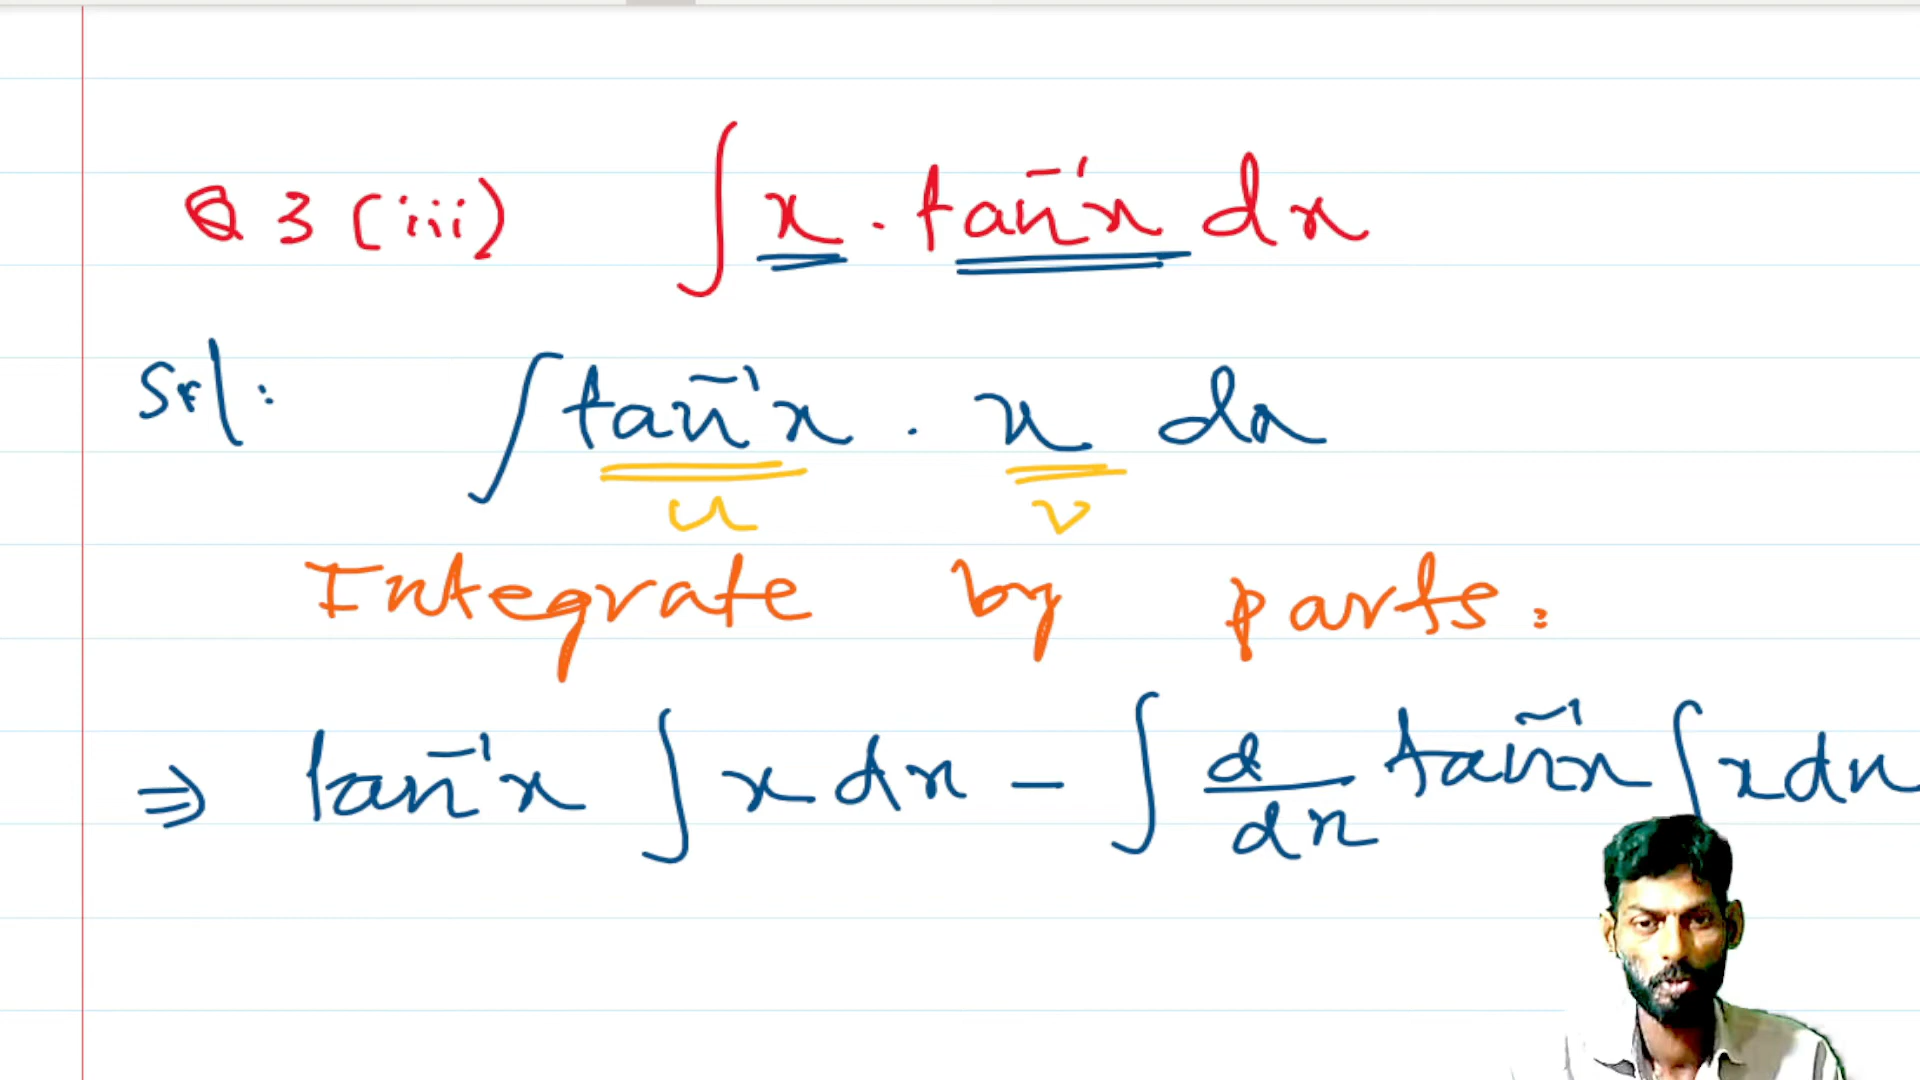 Q 3 (iii) ∫ x . tan⁻¹x dx
Sol: ∫ tan⁻¹x . x dx
u v
Integrate by parts.
⇒ tan⁻¹x ∫ x dx - ∫ d/dx tan⁻¹x ∫ x dx